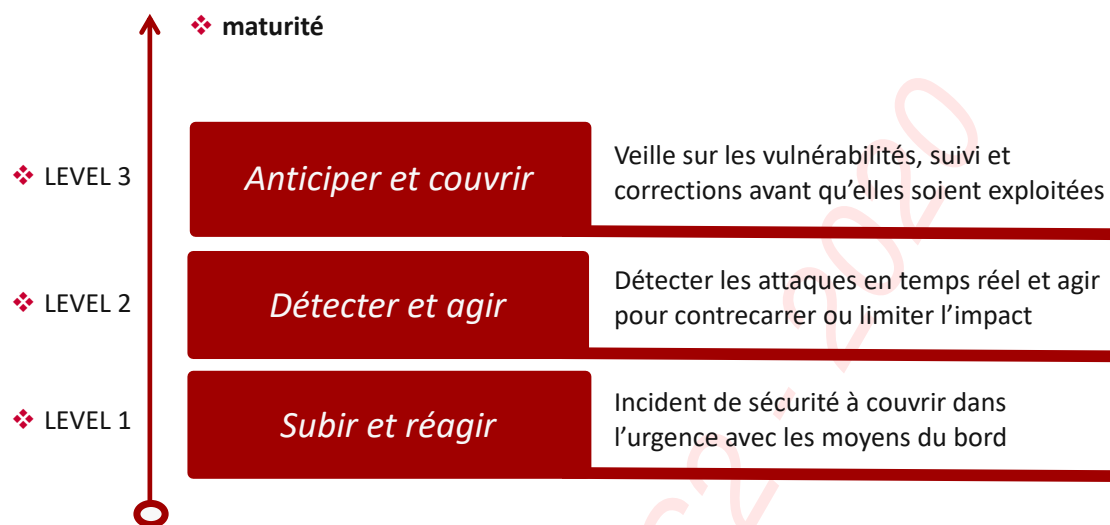 ❖ maturité
❖ LEVEL 3
Anticiper et couvrir
Veille sur les vulnérabilités, suivi et
corrections avant qu’elles soient exploitées
❖ LEVEL 2
Détecter et agir
Détecter les attaques en temps réel et agir
pour contrecarrer ou limiter l’impact
❖ LEVEL 1
Subir et réagir
Incident de sécurité à couvrir dans
l’urgence avec les moyens du bord
2 - 2020